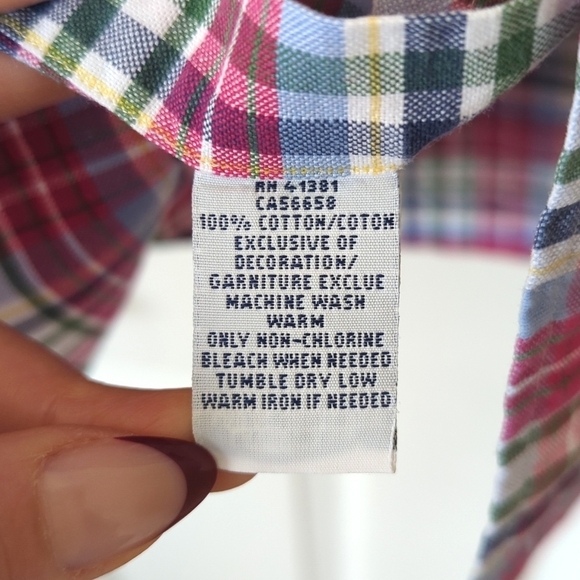 RN 41381
CA56658
100% COTTON/COTON
EXCLUSIVE OF
DECORATION/
GARNITURE EXCLUE
MACHINE WASH
WARM
ONLY NON-CHLORINE
BLEACH WHEN NEEDED
TUMBLE DRY LOW
WARM IRON IF NEEDED